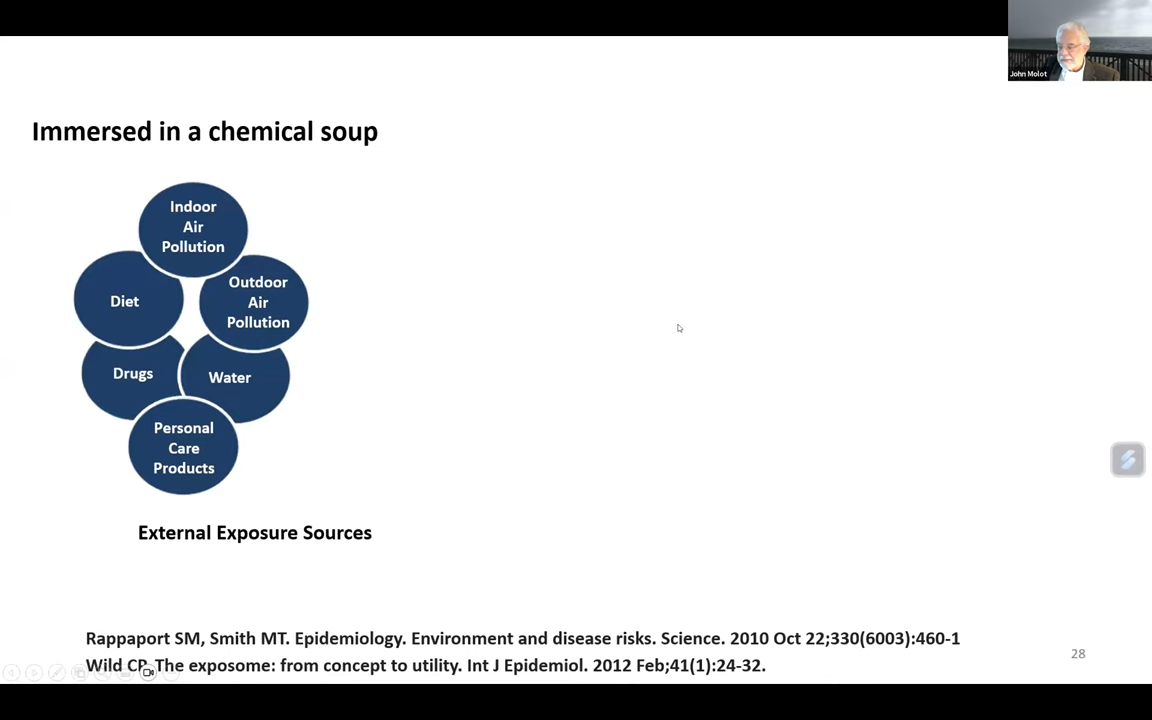 John Molot
Immersed in a chemical soup
Indoor
Air
Pollution
Diet
Outdoor
Air
Pollution
Drugs
Water
Personal
Care
Products
External Exposure Sources
Rappaport SM, Smith MT. Epidemiology. Environment and disease risks. Science. 2010 Oct 22;330(6003):460-1
Wild CP. The exposome: from concept to utility. Int J Epidemiol. 2012 Feb;41(1):24-32.
28